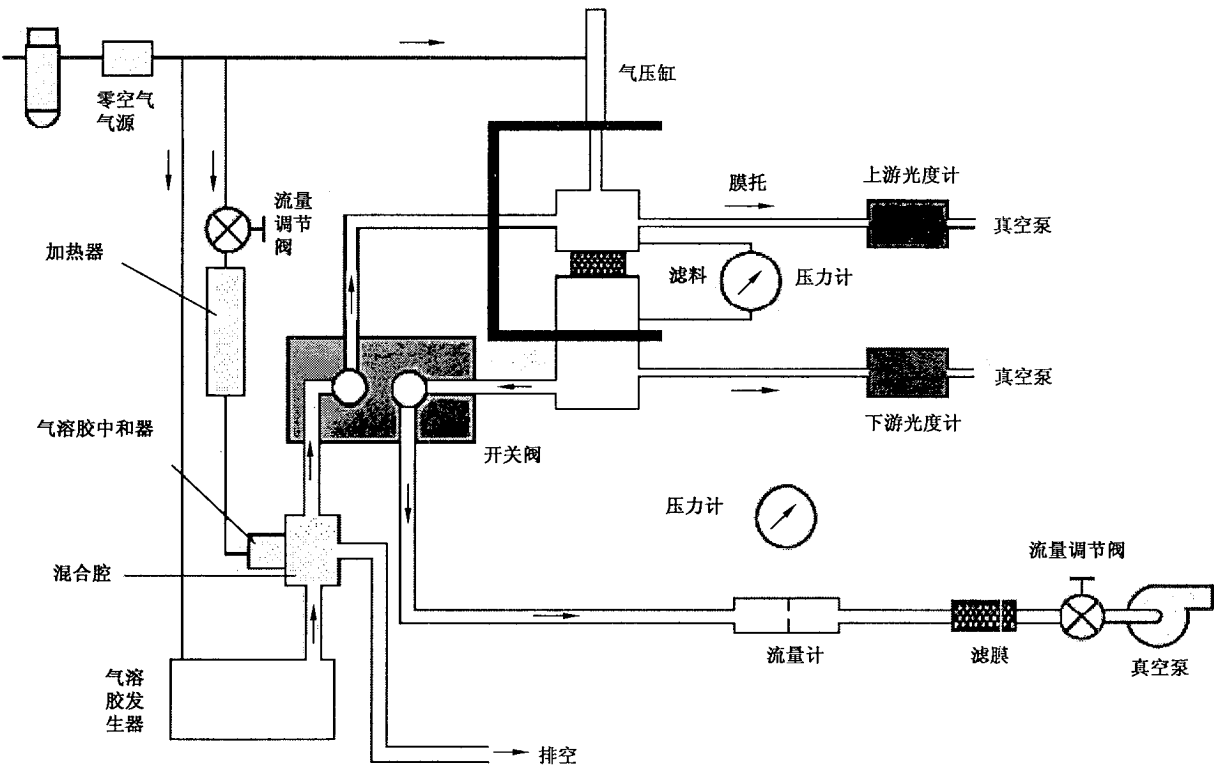 气压缸
零空气
气源
膜托
上游光度计
真空泵
流量
调节
阀
加热器
滤料
压力计
真空泵
下游光度计
气溶胶中和器
开关阀
压力计
流量调节阀
混合腔
流量计
滤膜
真空泵
气溶
胶发
生器
排空